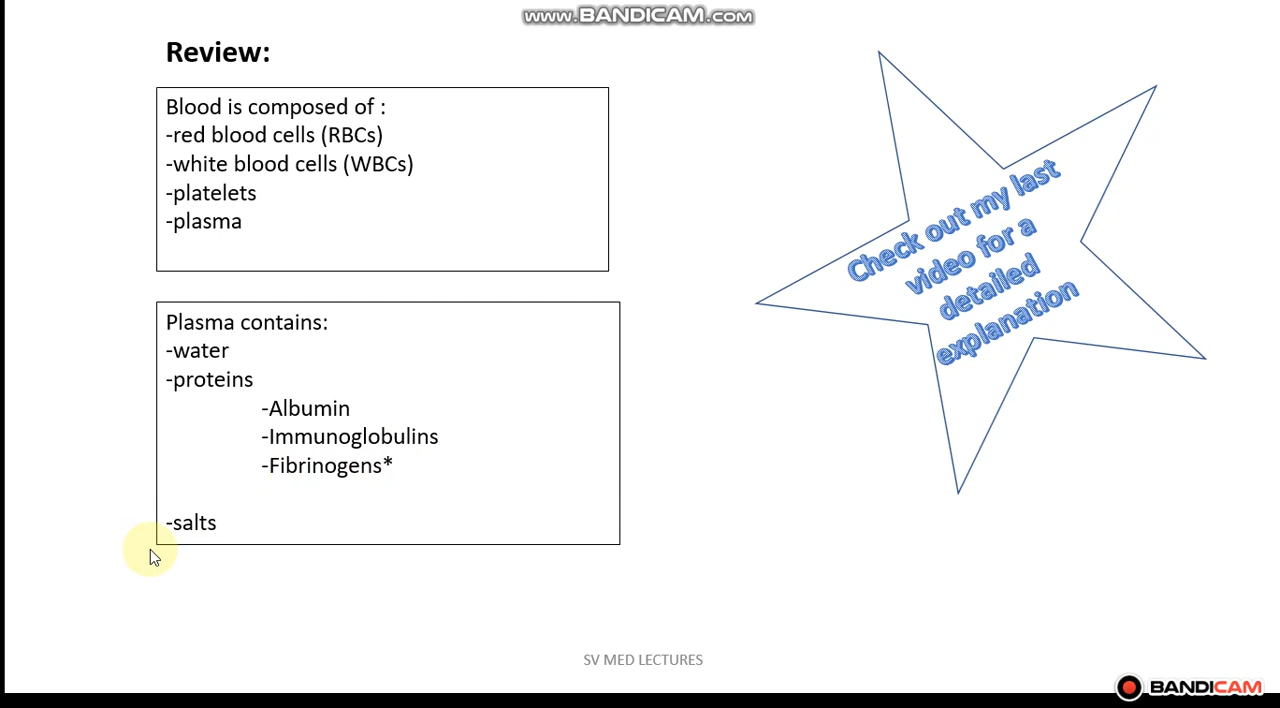 www.BANDICAM.com
Review:
Blood is composed of :
-red blood cells (RBCs)
-white blood cells (WBCs)
-platelets
-plasma
Plasma contains:
-water
-proteins
-Albumin
-Immunoglobulins
-Fibrinogens*
-salts
Check out my last
video for a
detailed
explanation
SV MED LECTURES
BANDICAM